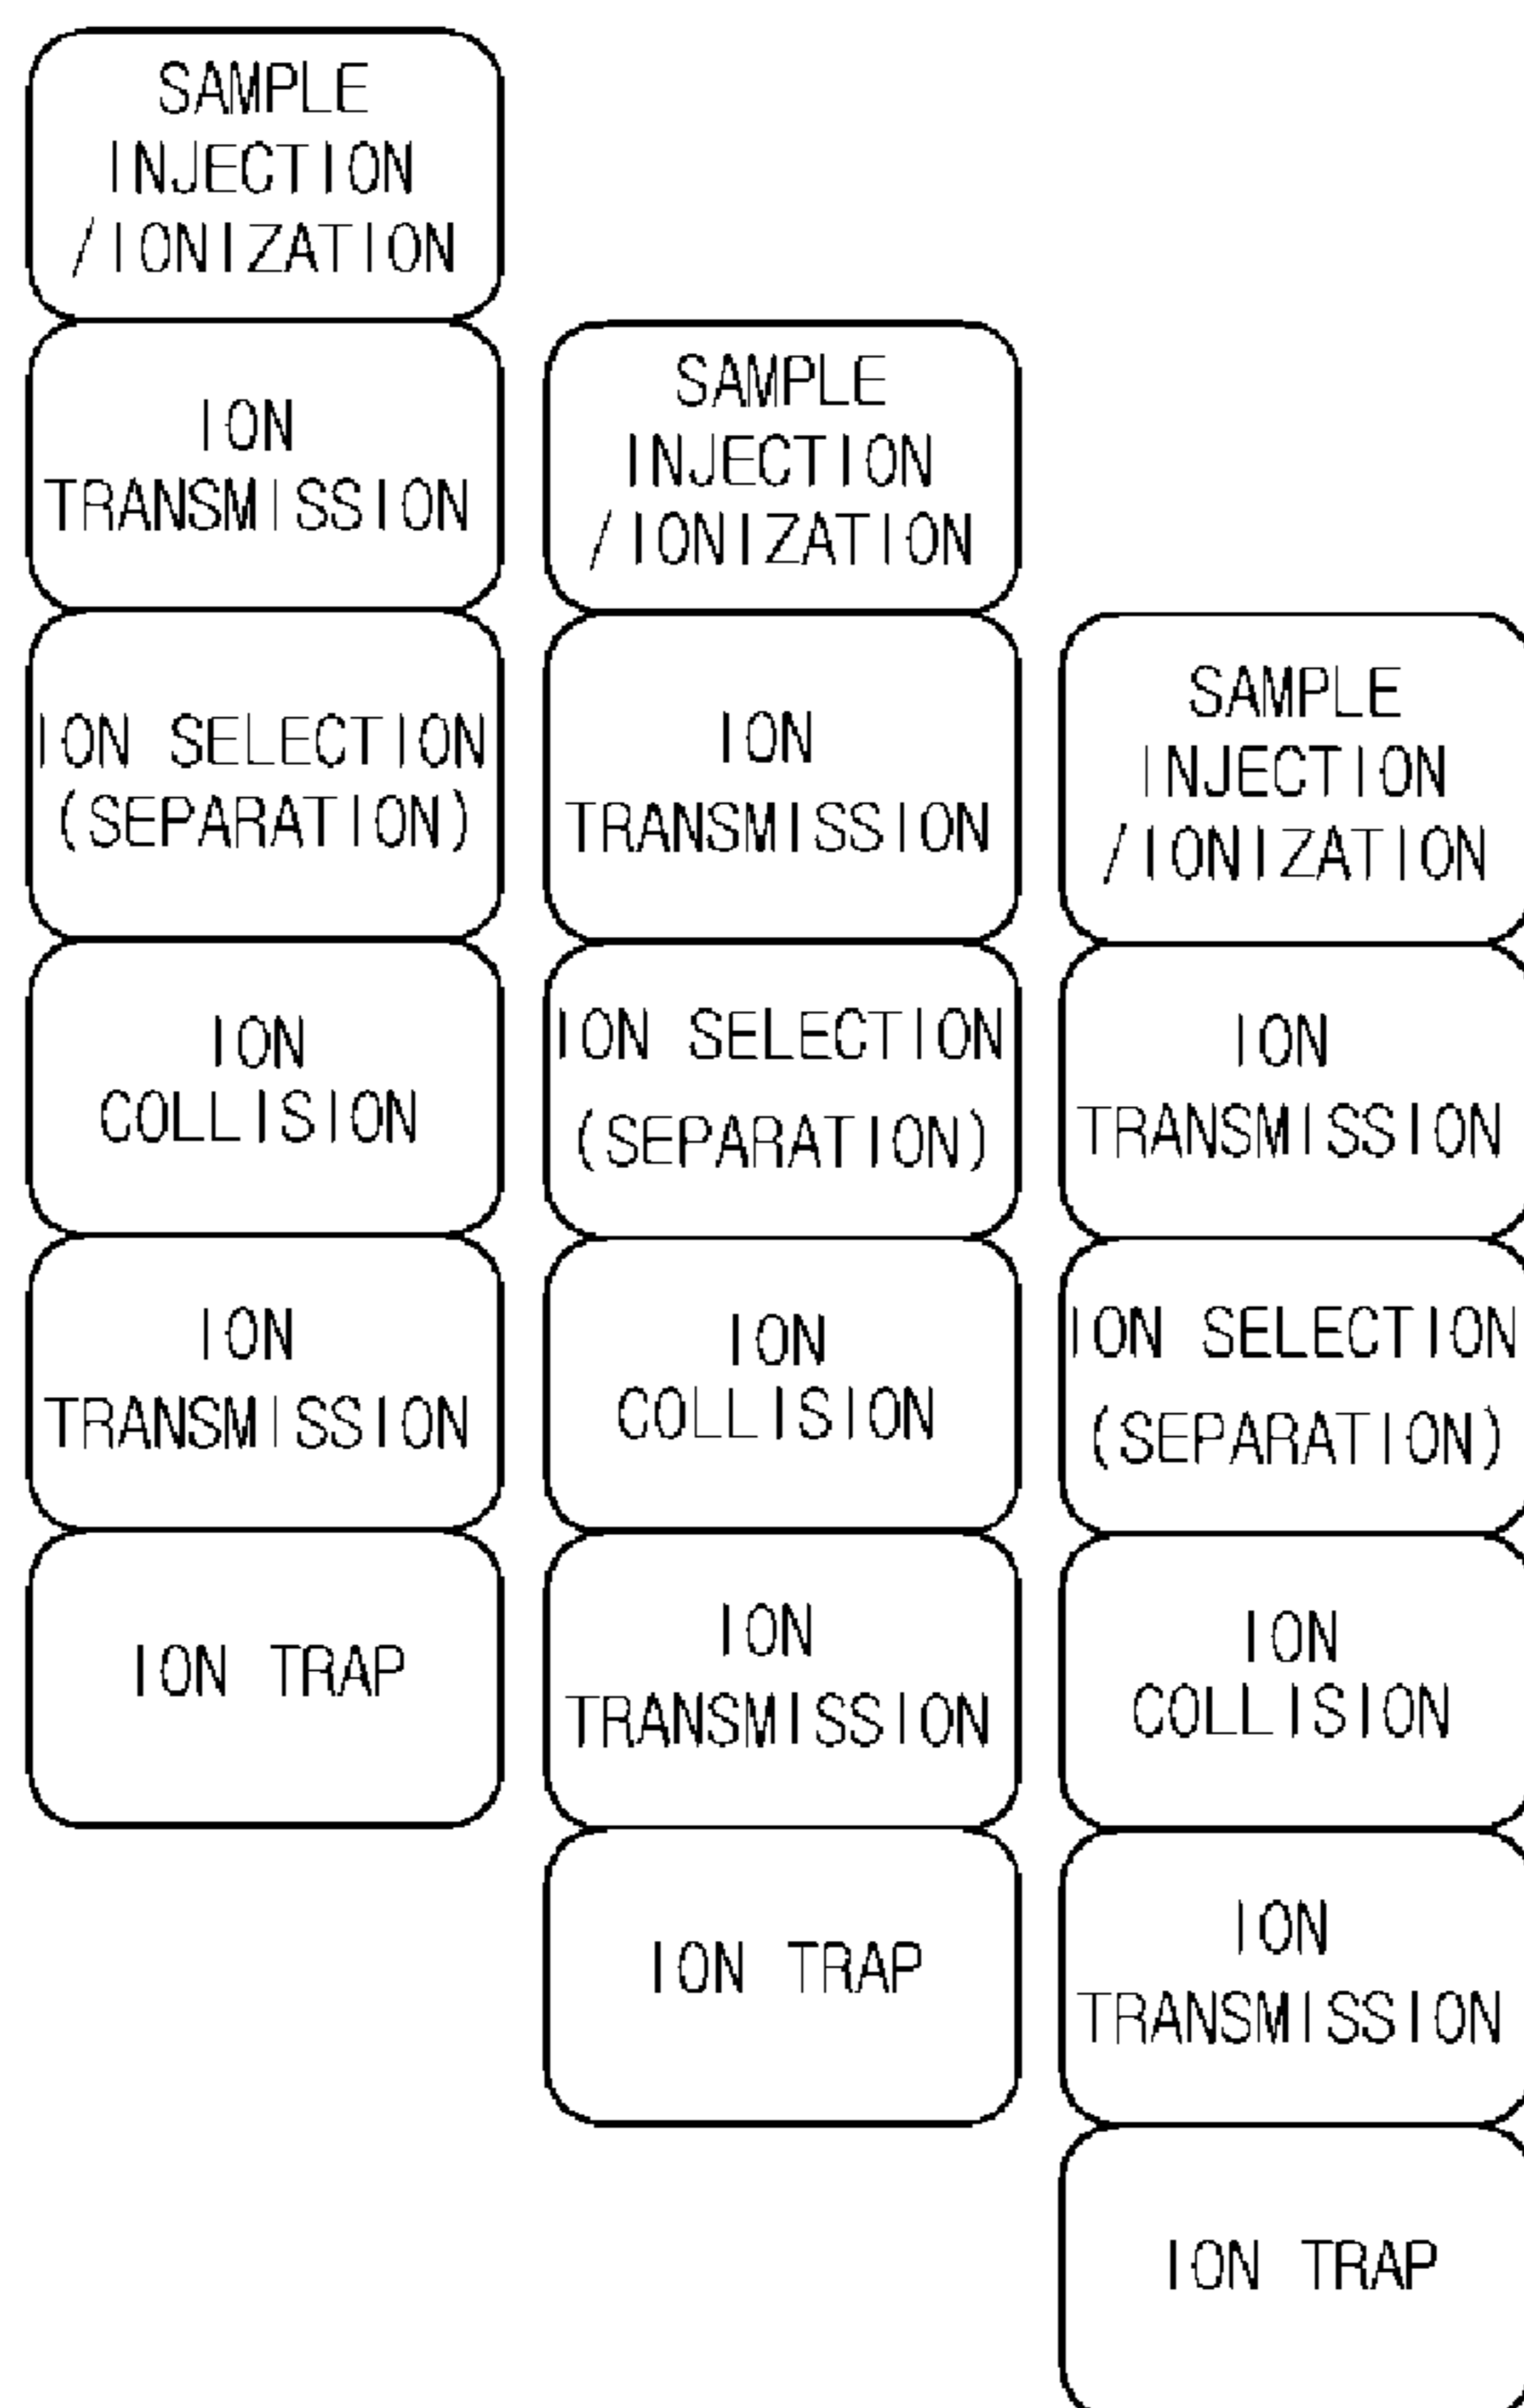 SAMPLE
INJECTION
/IONIZATION
ION
TRANSMISSION
ION SELECTION
(SEPARATION)
ION
COLLISION
ION
TRANSMISSION
ION TRAP
SAMPLE
INJECTION
/IONIZATION
ION
TRANSMISSION
ION SELECTION
(SEPARATION)
ION
COLLISION
ION
TRANSMISSION
ION TRAP
SAMPLE
INJECTION
/IONIZATION
ION
TRANSMISSION
ION SELECTION
(SEPARATION)
ION
COLLISION
ION
TRANSMISSION
ION TRAP